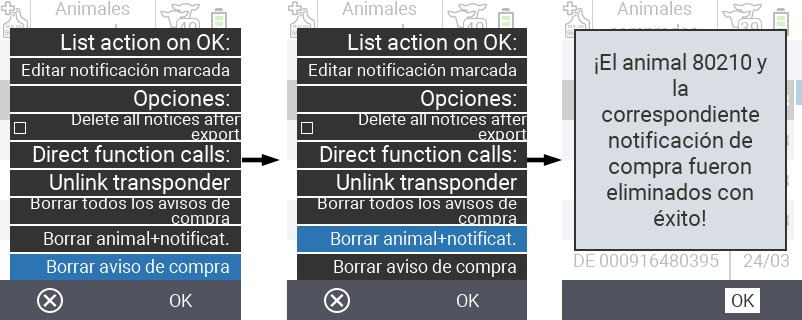 Animales
List action on OK:
Editar notificación marcada
Opciones:
Delete all notices after
export
Direct function calls:
Unlink transponder
Borrar todos los avisos de
compra
Borrar animal+notificat.
Borrar aviso de compra
OK
Animales
List action on OK:
Editar notificación marcada
Opciones:
Delete all notices after
export
Direct function calls:
Unlink transponder
Borrar todos los avisos de
compra
Borrar animal+notificat.
Borrar aviso de compra
OK
Animales
39
¡El animal 80210 y
la
correspondiente
notificación de
compra fueron
eliminados con
éxito!
DE 000916480395 24/03
OK